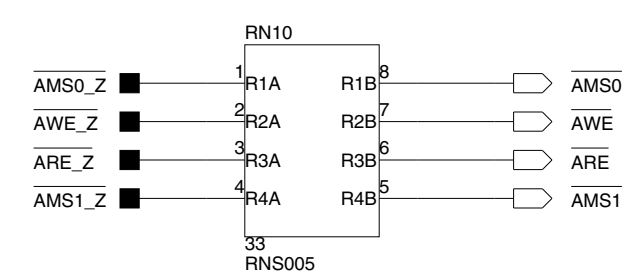 RN10
AMS0_Z 1 R1A R1B 8 AMS0
AWE_Z 2 R2A R2B 7 AWE
ARE_Z 3 R3A R3B 6 ARE
AMS1_Z 4 R4A R4B 5 AMS1
33
RNS005